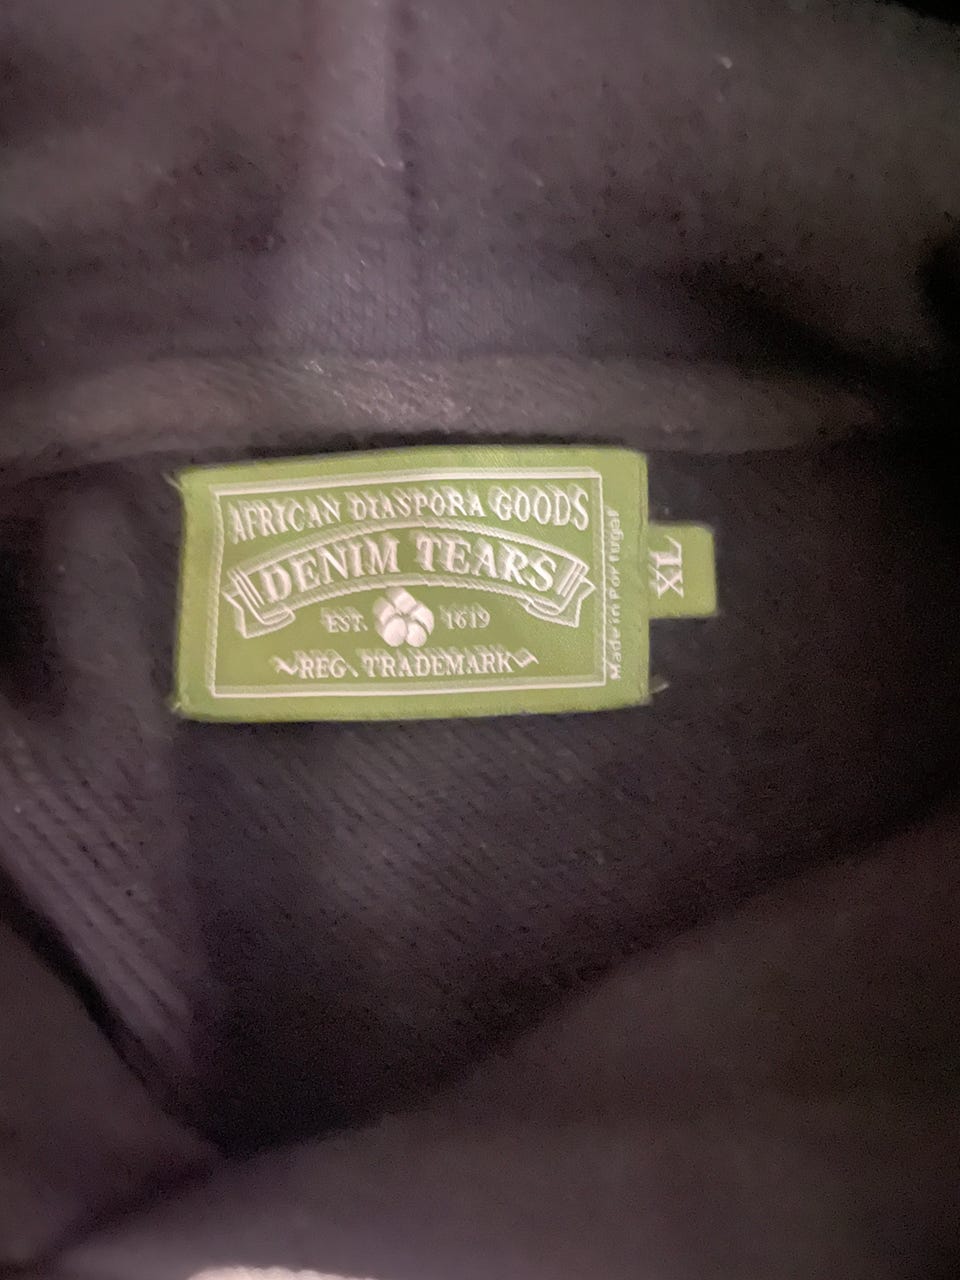 AFRICAN DIASPORA GOODS
DENIM TEARS
EST. 1619
REG. TRADEMARK
Made in Portugal
XL